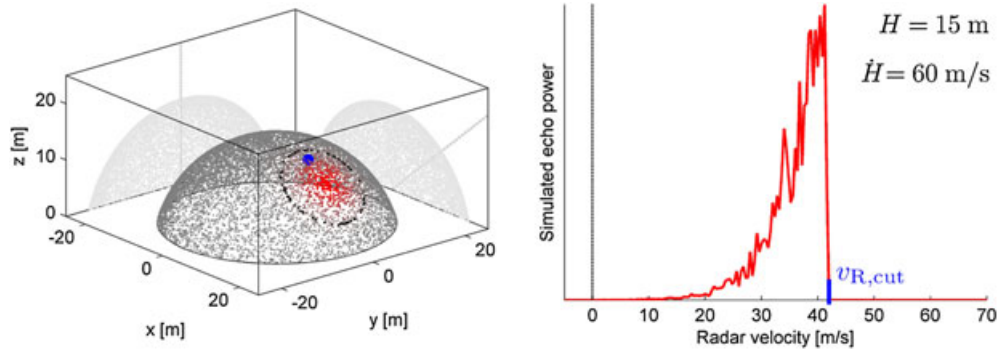 z [m]
20
10
0
-20
0
20
x [m]
-20
0
20
y [m]
Simulated echo power
H = 15 m
Ḣ = 60 m/s
v_R,cut
0
10
20
30
40
50
60
70
Radar velocity [m/s]